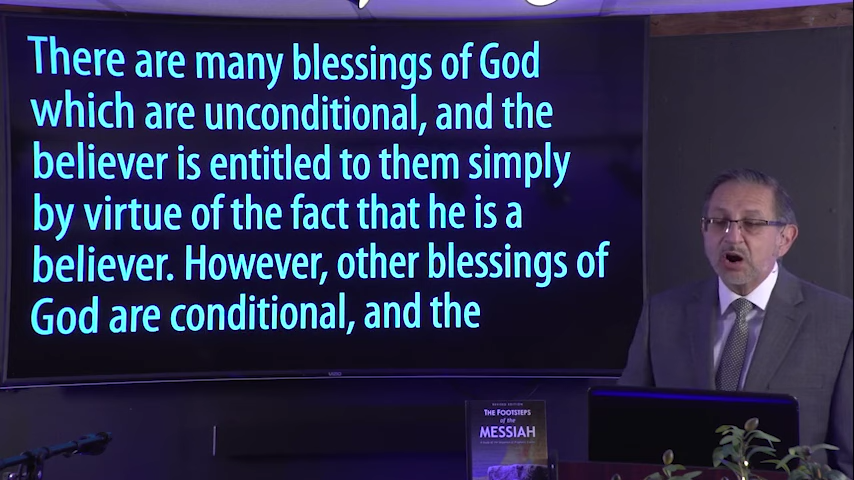 There are many blessings of God
which are unconditional, and the
believer is entitled to them simply
by virtue of the fact that he is a
believer. However, other blessings of
God are conditional, and the
REVISED EDITION
THE FOOTSTEPS
of the
MESSIAH